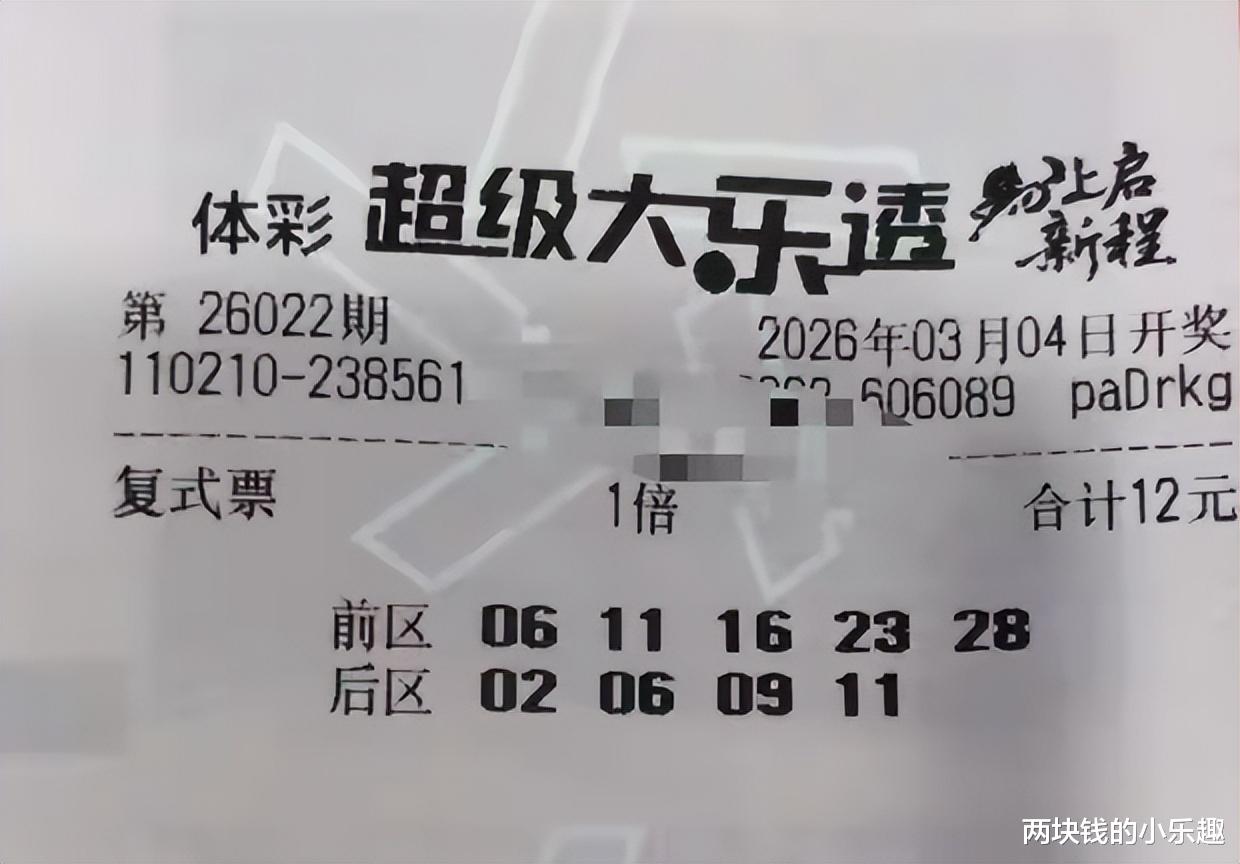 体彩 超级大乐透 马上启
新程
第 26022期 2026年03月04日开奖
110210-238561 606089 paDrkg
复式票 1倍 合计12元
前区 06 11 16 23 28
后区 02 06 09 11
两块钱的小乐趣